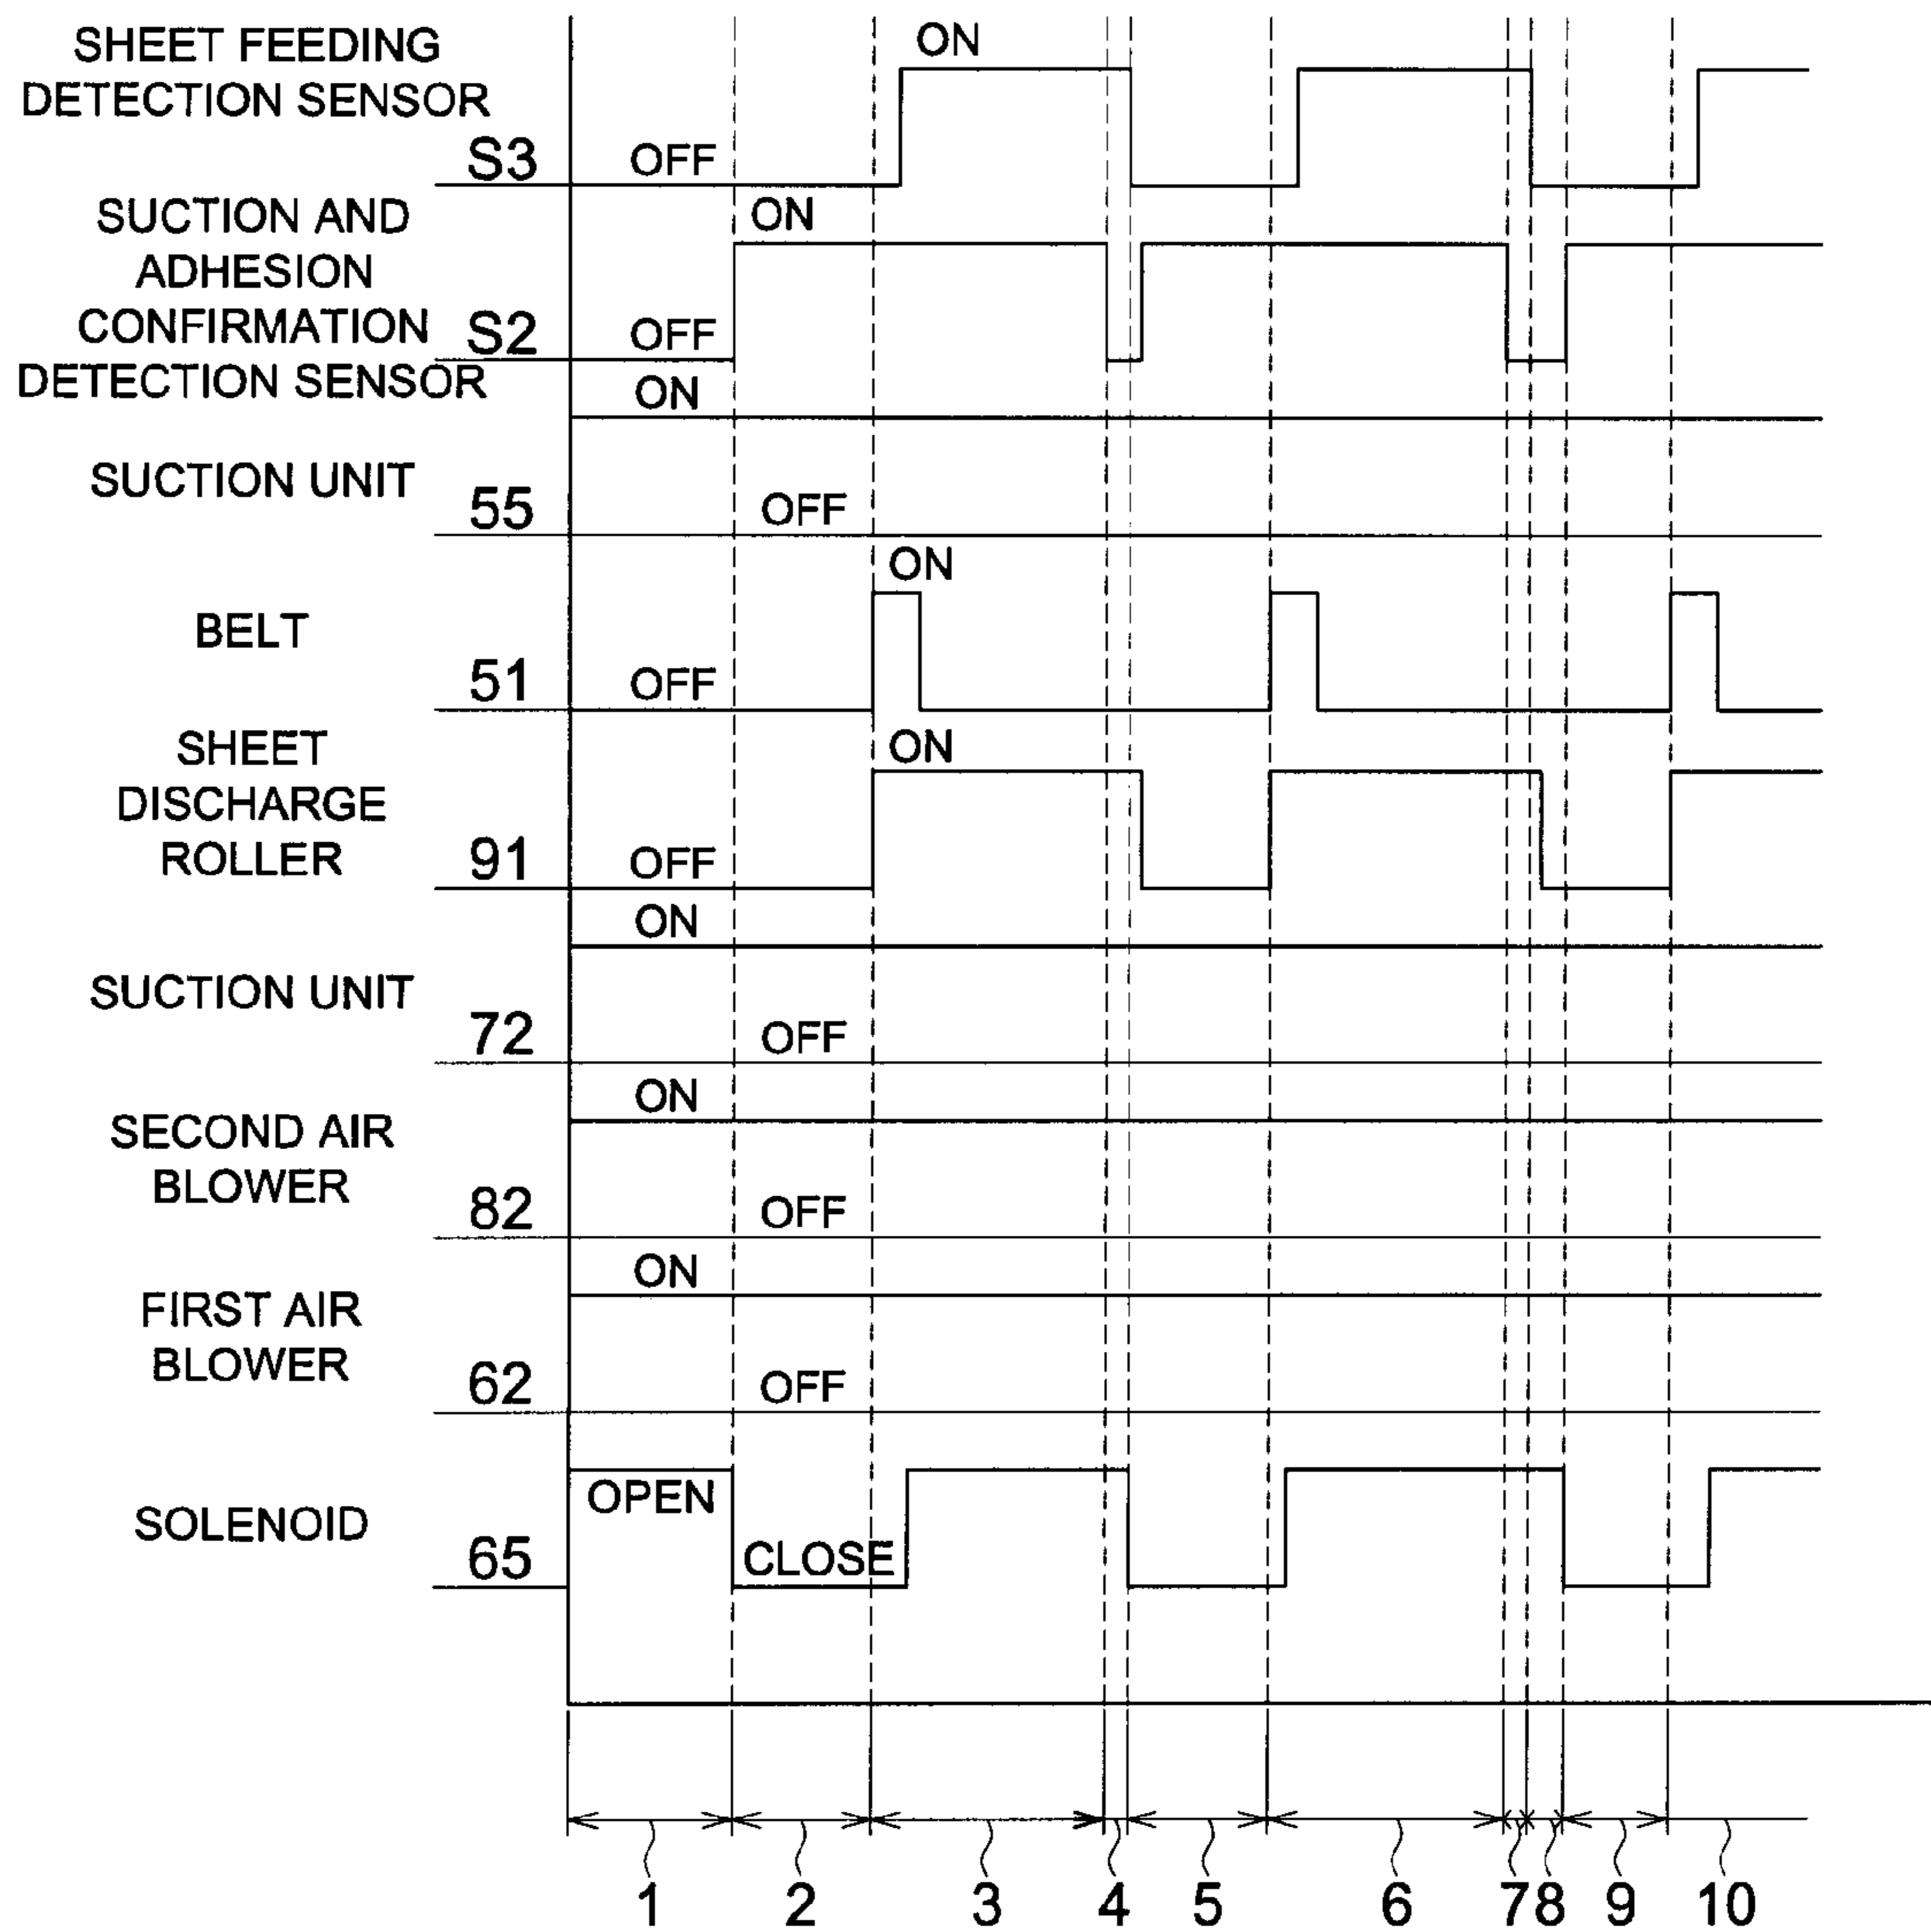 SHEET FEEDING
DETECTION SENSOR
S3
ON
OFF
SUCTION AND
ADHESION
CONFIRMATION
DETECTION SENSOR
S2
ON
OFF
SUCTION UNIT
55
ON
OFF
BELT
51
ON
OFF
SHEET
DISCHARGE
ROLLER
91
ON
OFF
SUCTION UNIT
72
ON
OFF
SECOND AIR
BLOWER
82
ON
OFF
FIRST AIR
BLOWER
62
ON
OFF
SOLENOID
65
OPEN
CLOSE
1 2 3 4 5 6 7 8 9 10